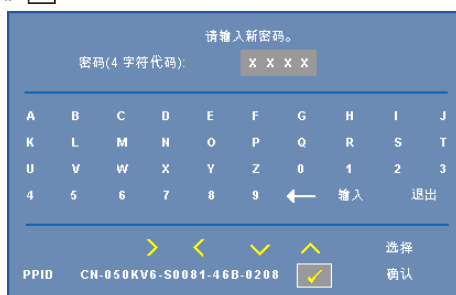 请输入新密码。
密码(4 字符代码): X X X X
A B C D E F G H I J
K L M N O P Q R S T
U V W X Y Z 0 1 2 3
4 5 6 7 8 9 输入 退出
选择
PPID CN-050KV6-S0081-46B-0208 确认